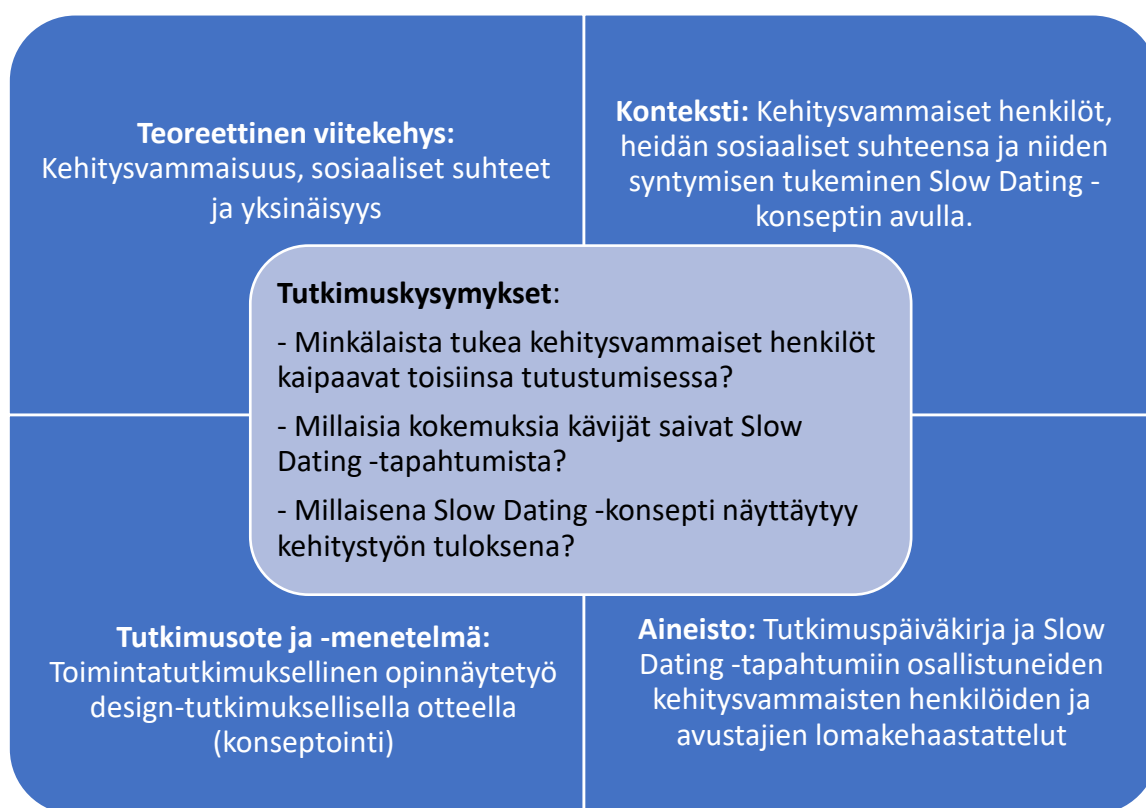 Teoreettinen viitekehys:
Kehitysvammaisuus, sosiaaliset suhteet
ja yksinäisyys
Konteksti: Kehitysvammaiset henkilöt,
heidän sosiaaliset suhteensa ja niiden
syntymisen tukeminen Slow Dating -
konseptin avulla.
Tutkimuskysymykset:
- Minkälaista tukea kehitysvammaiset henkilöt
kaipaavat toisiinsa tutustumisessa?
- Millaisia kokemuksia kävijät saivat Slow
Dating -tapahtumista?
- Millaisena Slow Dating -konsepti näyttäytyy
kehitystyön tuloksena?
Tutkimusote ja -menetelmä:
Toimintatutkimuksellinen opinnäytetyö
design-tutkimuksellisella otteella
(konseptointi)
Aineisto: Tutkimuspäiväkirja ja Slow
Dating -tapahtumiin osallistuneiden
kehitysvammaisten henkilöiden ja
avustajien lomakehaastattelut